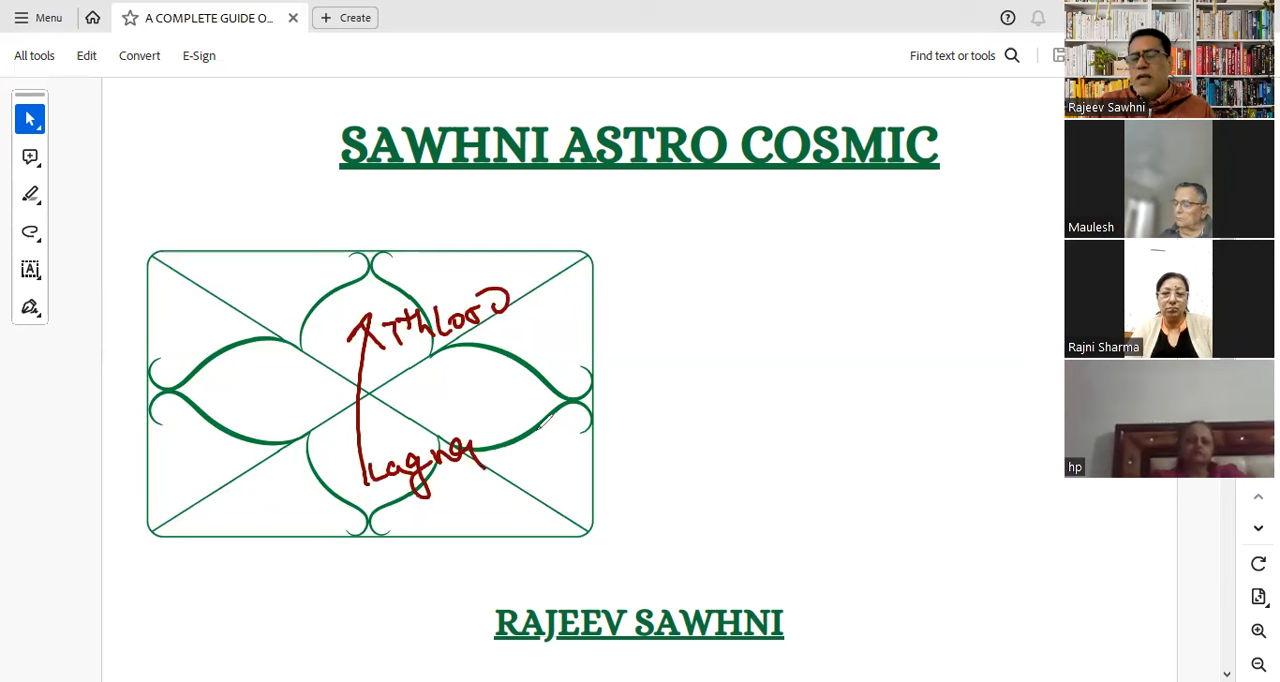 Menu
A COMPLETE GUIDE O...
Create
All tools
Edit
Convert
E-Sign
Find text or tools
SAWHNI ASTRO COSMIC
7th Lord
Lagna
RAJEEV SAWHNI
Rajeev Sawhni
Maulesh
Rajni Sharma
hp